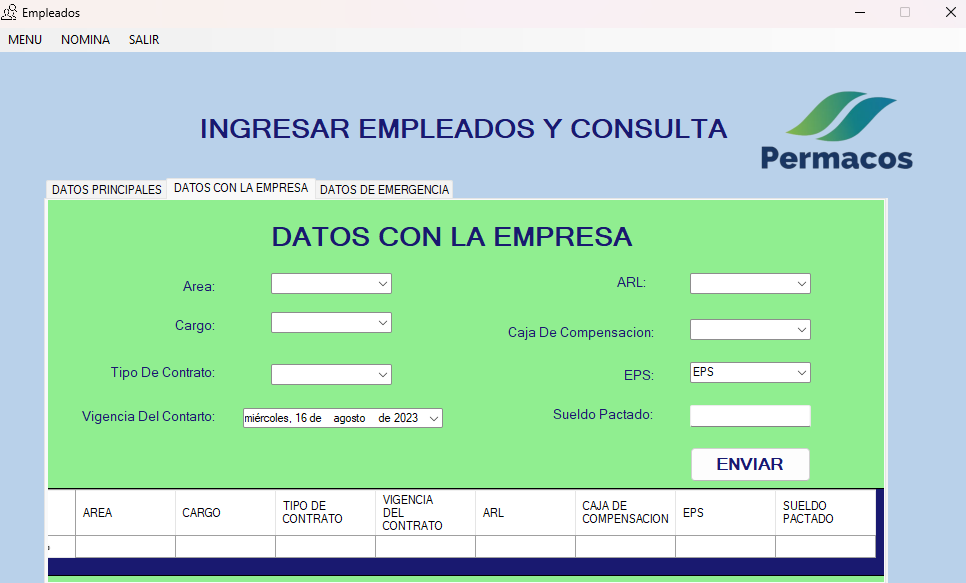 Empleados
MENU NOMINA SALIR
INGRESAR EMPLEADOS Y CONSULTA
Permacos
DATOS PRINCIPALES DATOS CON LA EMPRESA DATOS DE EMERGENCIA
DATOS CON LA EMPRESA
Area:
ARL:
Cargo:
Caja De Compensacion:
Tipo De Contrato:
EPS: EPS
Vigencia Del Contarto: miércoles, 16 de agosto de 2023
Sueldo Pactado:
ENVIAR
AREA
CARGO
TIPO DE
CONTRATO
VIGENCIA
DEL
CONTRATO
ARL
CAJA DE
COMPENSACION
EPS
SUELDO
PACTADO